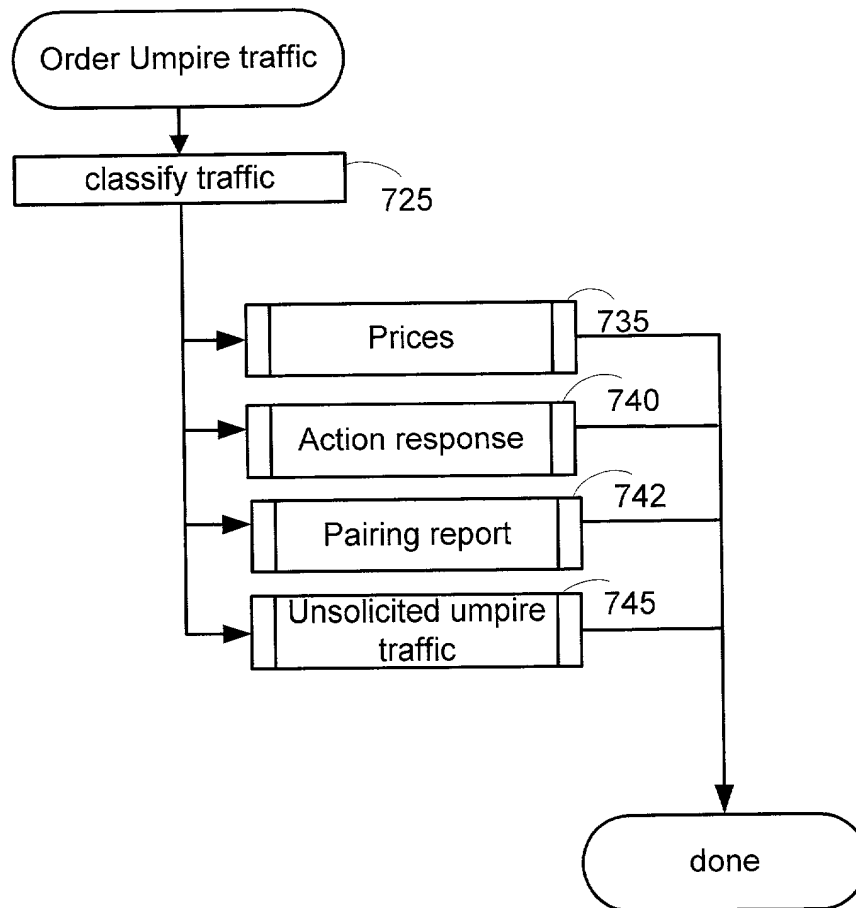 Order Umpire traffic
classify traffic
725
Prices
735
Action response
740
Pairing report
742
Unsolicited umpire
traffic
745
done